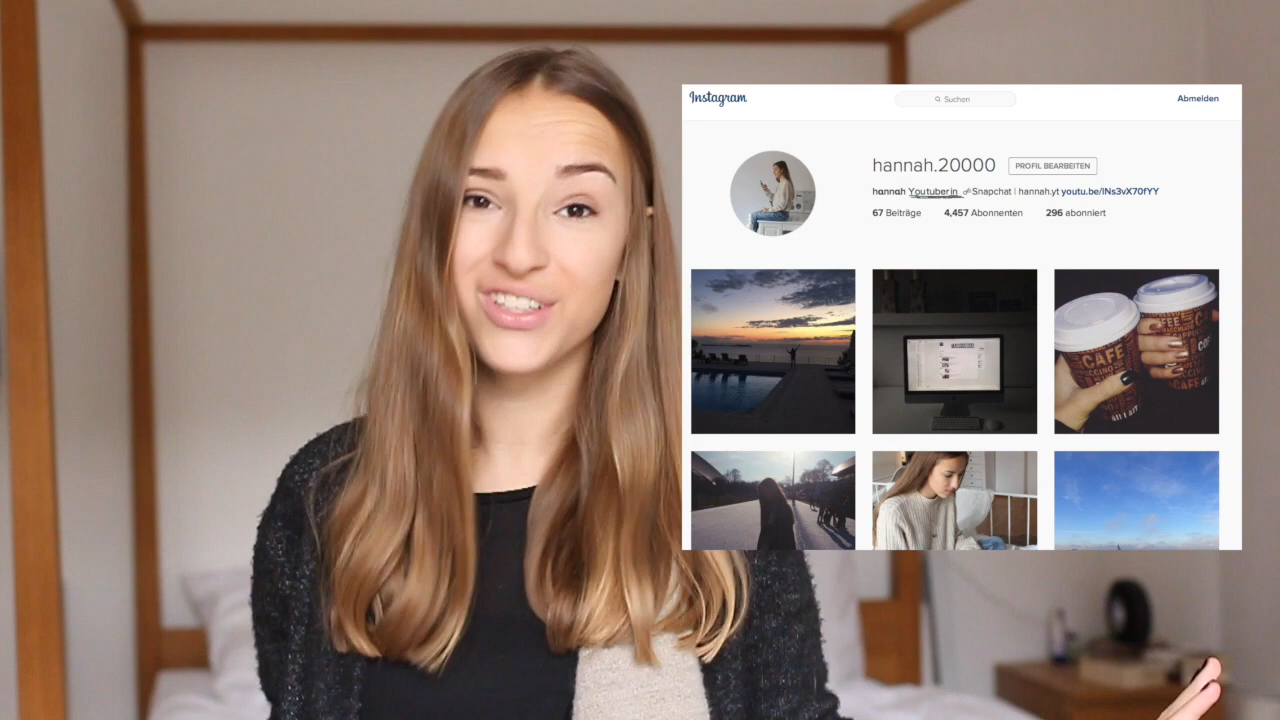 Instagram
Suchen
Abmelden
hannah.20000 PROFIL BEARBEITEN
hannah Youtuberin Snapchat | hannah.yt youtu.be/lNs3vX70fYY
67 Beiträge 4,457 Abonnenten 296 abonniert
CAFE